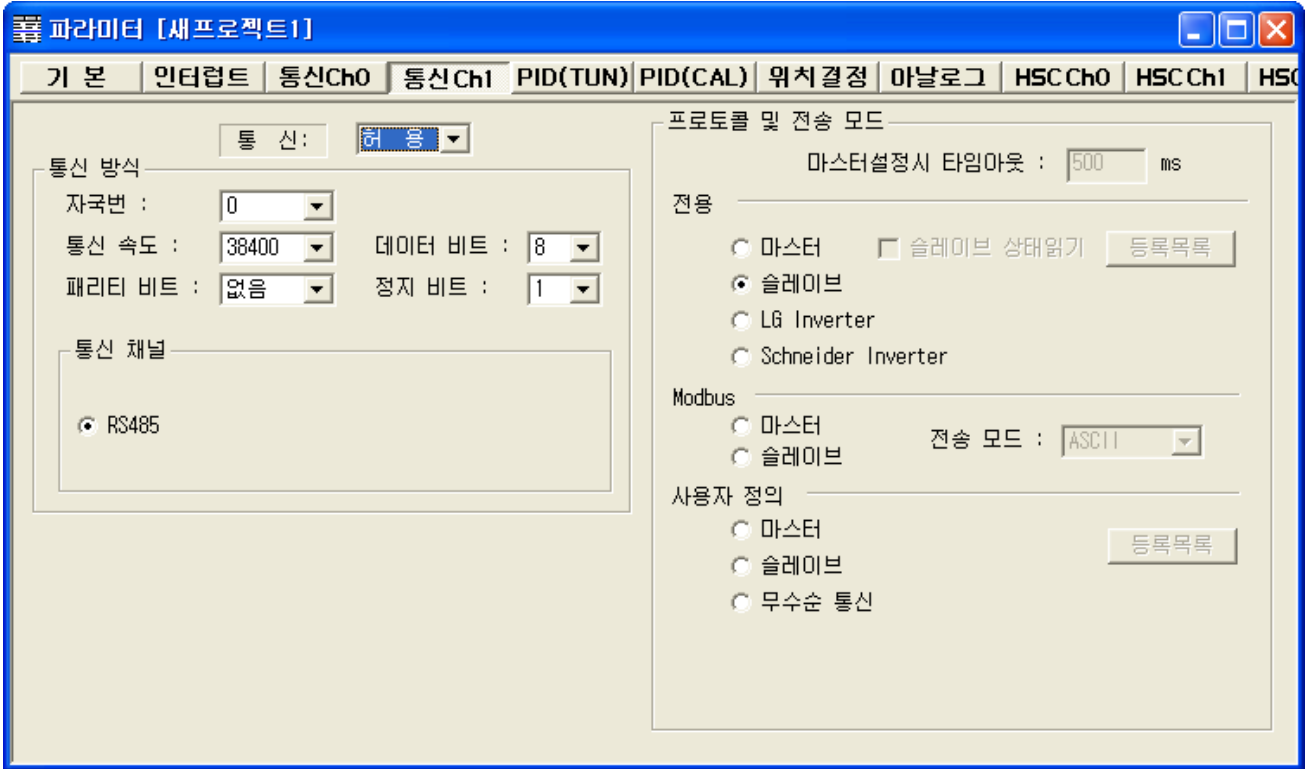 파라미터 [새프로젝트1]
기 본 인터럽트 통신Ch0 통신Ch1 PID(TUN) PID(CAL) 위치결정 아날로그 HSC Ch0 HSC Ch1 HSC
통 신: 허 용
통신 방식
자국번 : 0
통신 속도 : 38400 데이터 비트 : 8
패리티 비트 : 없음 정지 비트 : 1
통신 채널
RS485
프로토콜 및 전송 모드
마스터설정시 타임아웃 : 500 ms
전용
마스터 슬레이브 상태읽기 등록목록
슬레이브
LG Inverter
Schneider Inverter
Modbus
마스터
슬레이브
전송 모드 : ASCII
사용자 정의
마스터
등록목록
슬레이브
무수순 통신